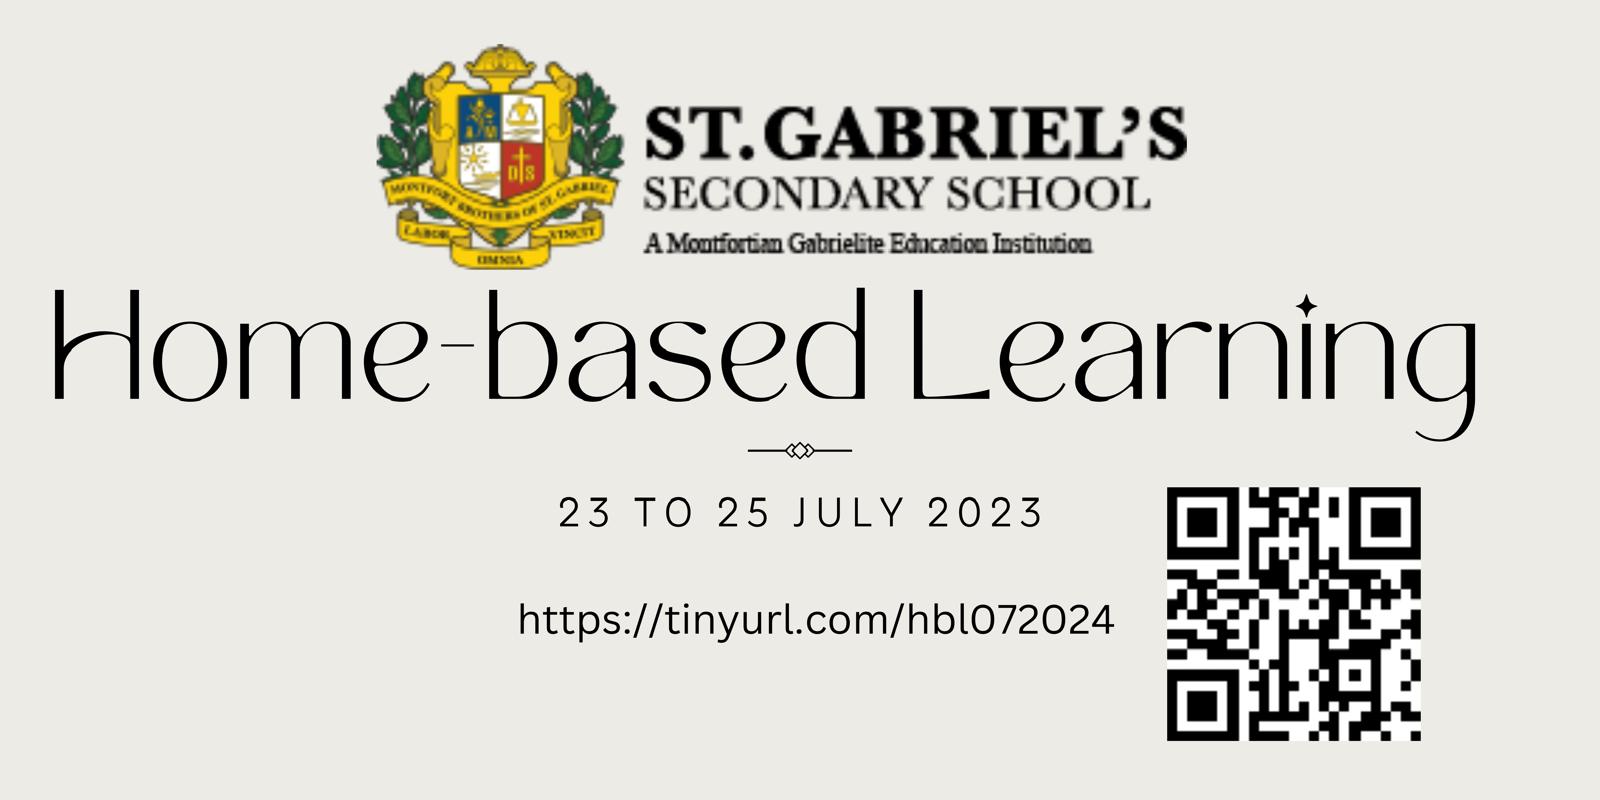 ST. GABRIEL'S
SECONDARY SCHOOL
A Montfortian Gabrielite Education Institution
A M
D S
MONTFORT BROTHERS OF ST. GABRIEL
LABOR
VINCIT
OMNIA
Home-based Learning
23 TO 25 JULY 2023
https://tinyurl.com/hbl072024